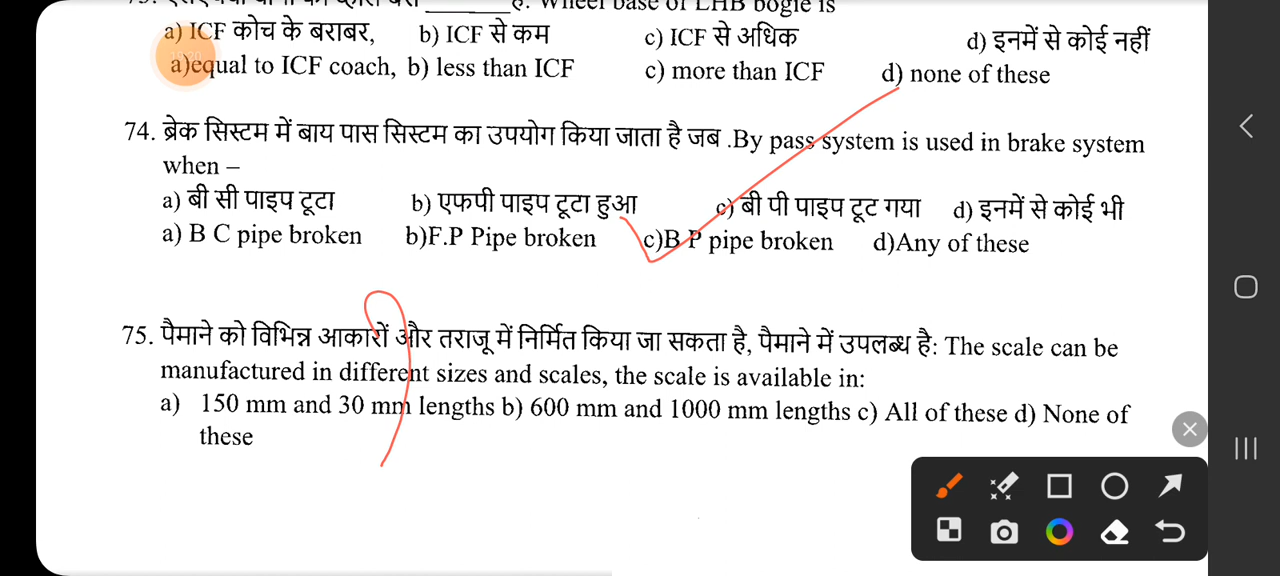 है. Wheel base of LHB bogie is
a) ICF कोच के बराबर, b) ICF से कम c) ICF से अधिक d) इनमें से कोई नहीं
a)equal to ICF coach, b) less than ICF c) more than ICF d) none of these
74. ब्रेक सिस्टम में बाय पास सिस्टम का उपयोग किया जाता है जब .By pass system is used in brake system
when –
a) बी सी पाइप टूटा b) एफपी पाइप टूटा हुआ c) बी पी पाइप टूट गया d) इनमें से कोई भी
a) B C pipe broken b)F.P Pipe broken c)B P pipe broken d)Any of these
75. पैमाने को विभिन्न आकारों और तराजू में निर्मित किया जा सकता है, पैमाने में उपलब्ध है: The scale can be
manufactured in different sizes and scales, the scale is available in:
a) 150 mm and 30 mm lengths b) 600 mm and 1000 mm lengths c) All of these d) None of
these